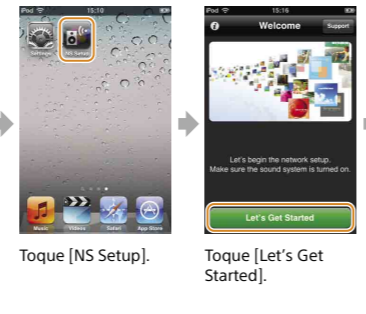 iPod 15:10
Settings NS Setup
Music Videos Safari App Store
Toque [NS Setup].
iPod 15:16
Welcome Support
Let's begin the network setup.
Make sure the sound system is turned on.
Let's Get Started
Toque [Let's Get
Started].